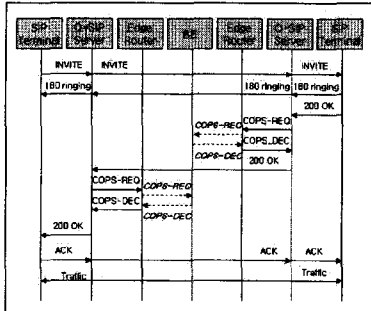 SIP Terminal
Q-SIP Server
Edge Router
BB
Edge Router
Q-SIP Server
SIP Terminal
INVITE
INVITE
INVITE
180 ringing
180 ringing
180 ringing
200 OK
COPS-REQ
COPS-REQ
COPS_DEC
COPS-DEC
200 OK
COPS-REQ
COPS-REQ
COPS-DEC
COPS-DEC
200 OK
ACK
ACK
ACK
Traffic
Traffic